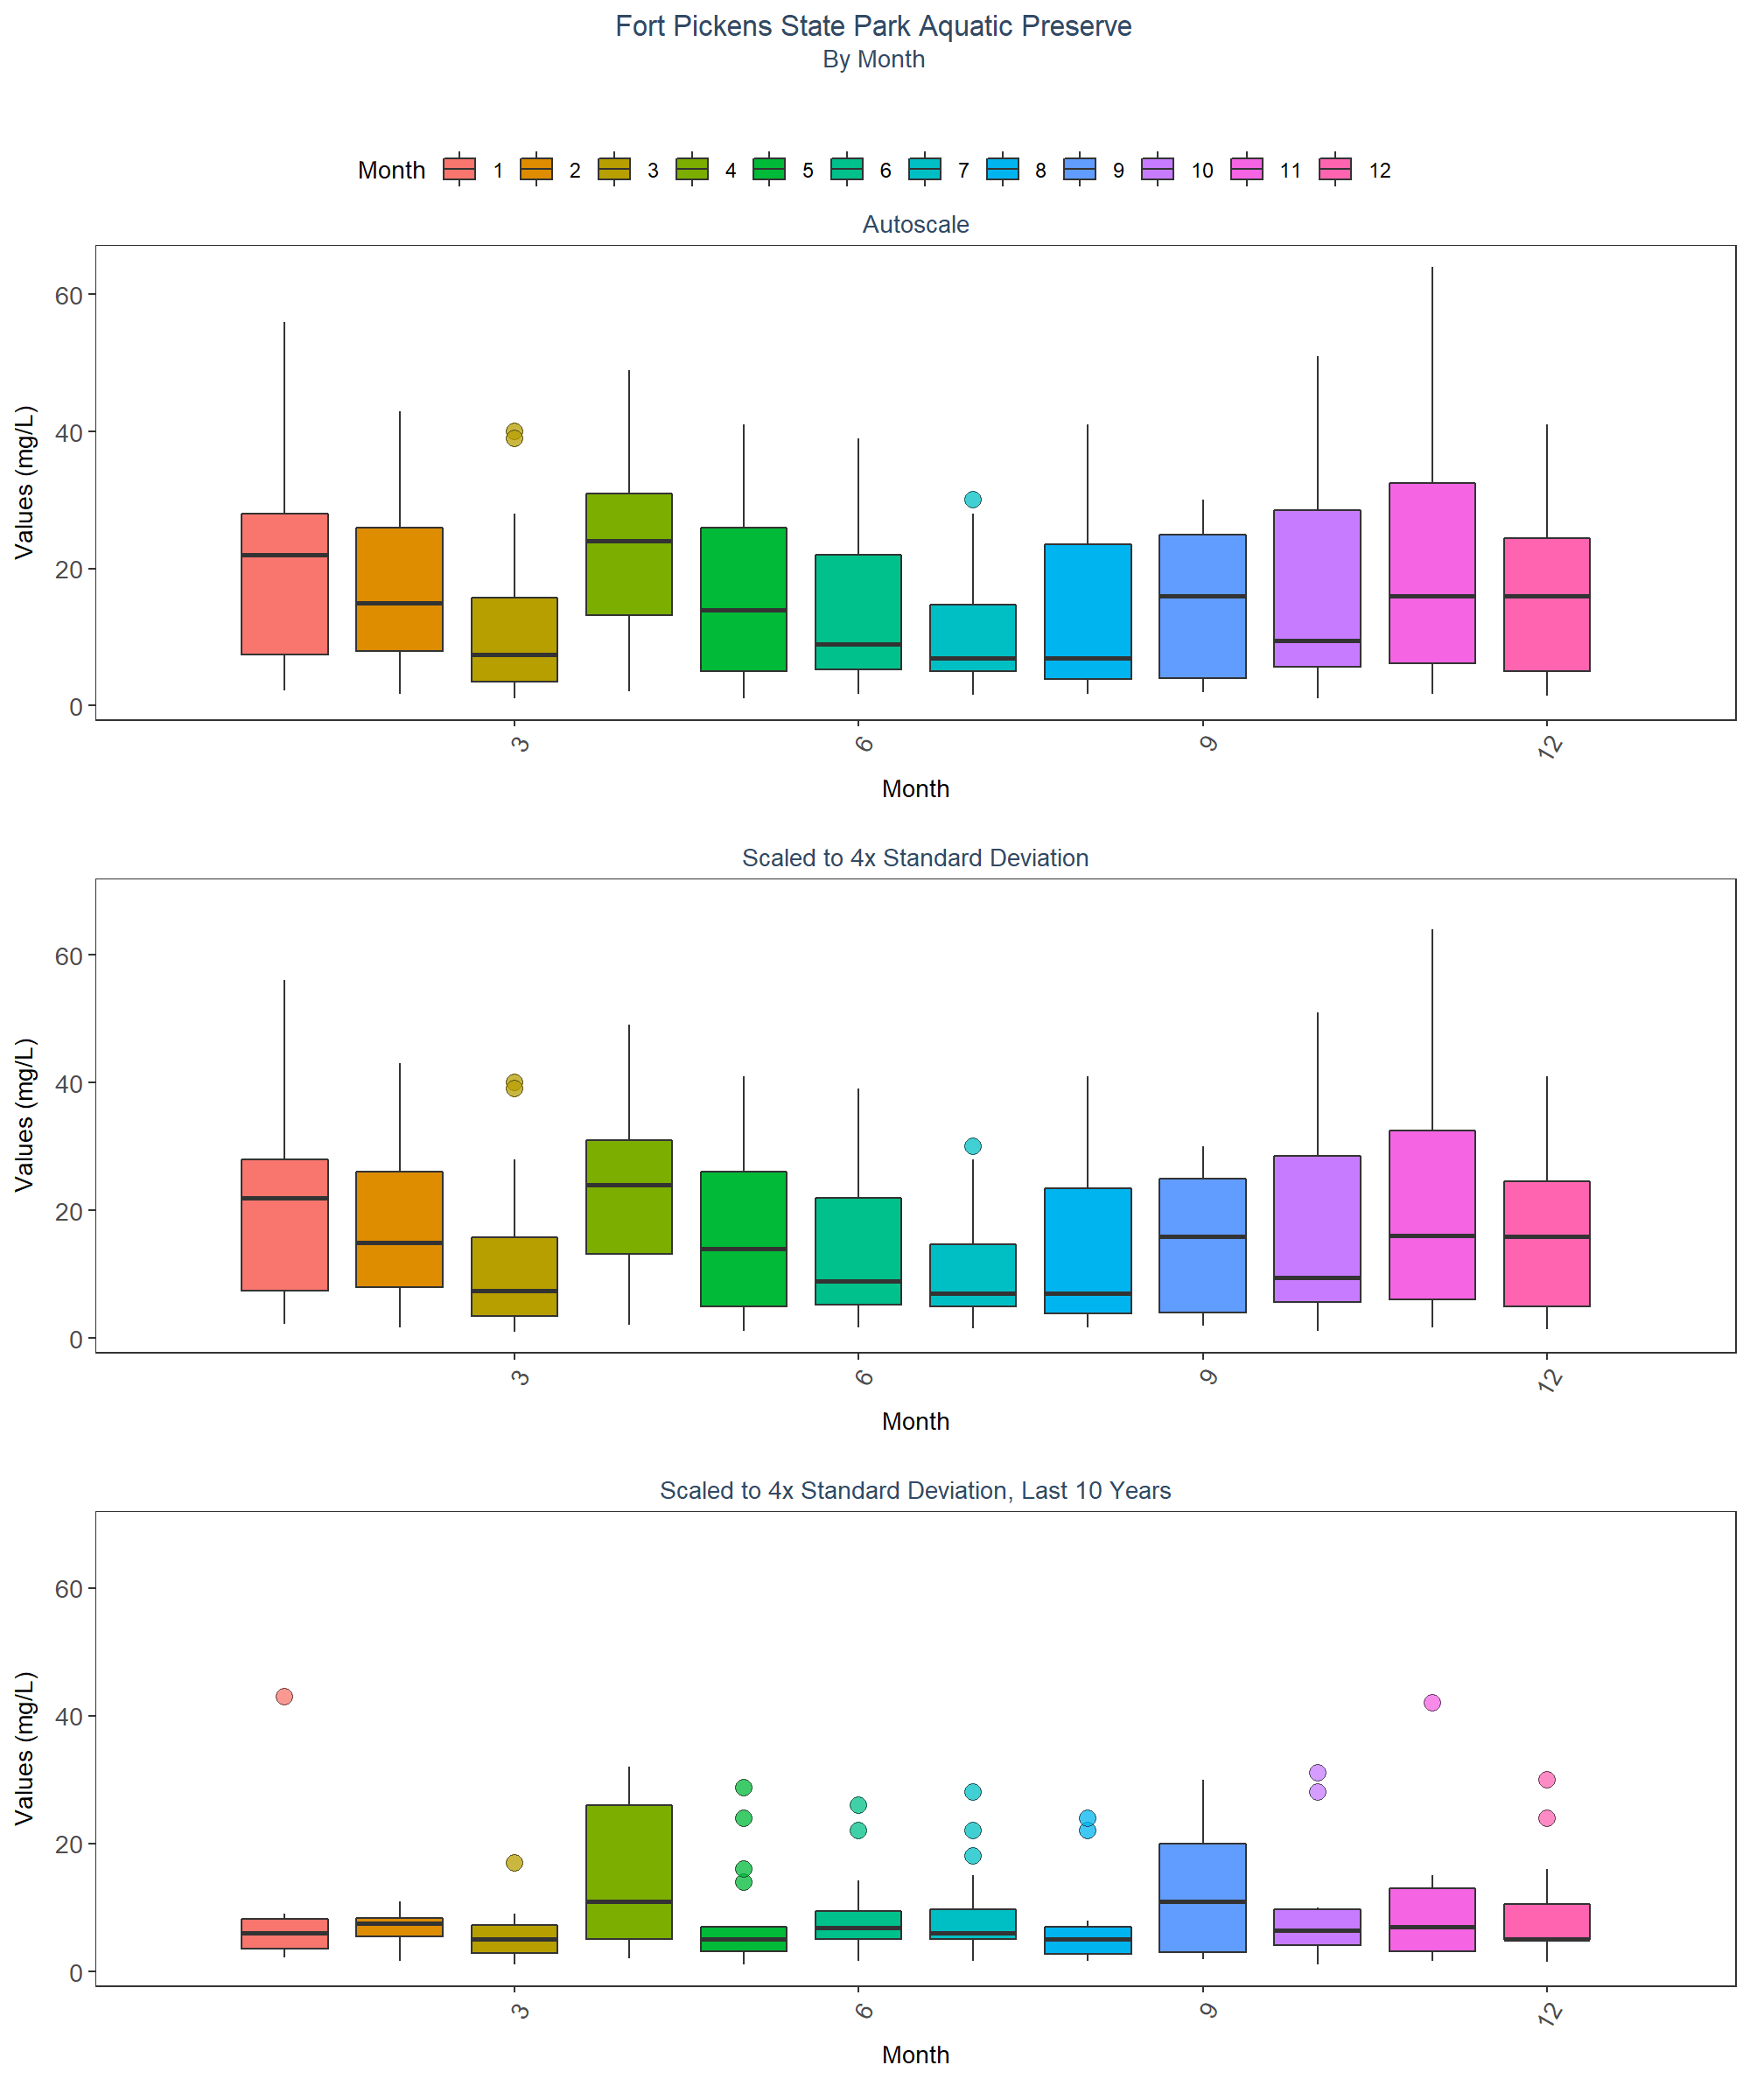 Fort Pickens State Park Aquatic Preserve
By Month
Month 1 2 3 4 5 6 7 8 9 10 11 12
Autoscale
Values (mg/L)
60
40
20
0
3 6 9 12
Month
Scaled to 4x Standard Deviation
Values (mg/L)
60
40
20
0
3 6 9 12
Month
Scaled to 4x Standard Deviation, Last 10 Years
Values (mg/L)
60
40
20
0
3 6 9 12
Month